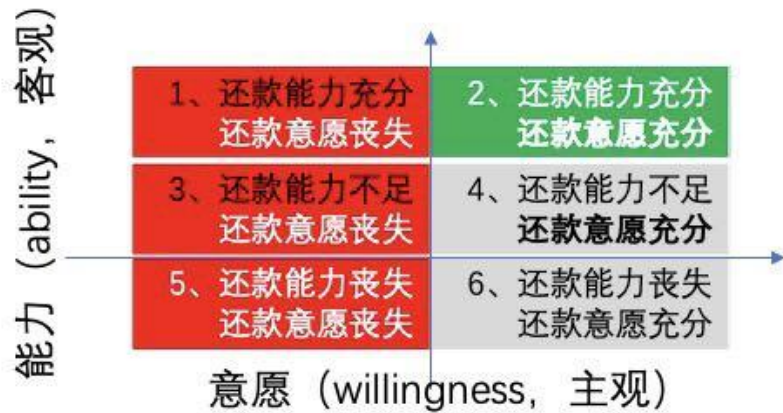 能力（ability，客观）
1、还款能力充分
还款意愿丧失
2、还款能力充分
还款意愿充分
3、还款能力不足
还款意愿丧失
4、还款能力不足
还款意愿充分
5、还款能力丧失
还款意愿丧失
6、还款能力丧失
还款意愿充分
意愿（willingness，主观）